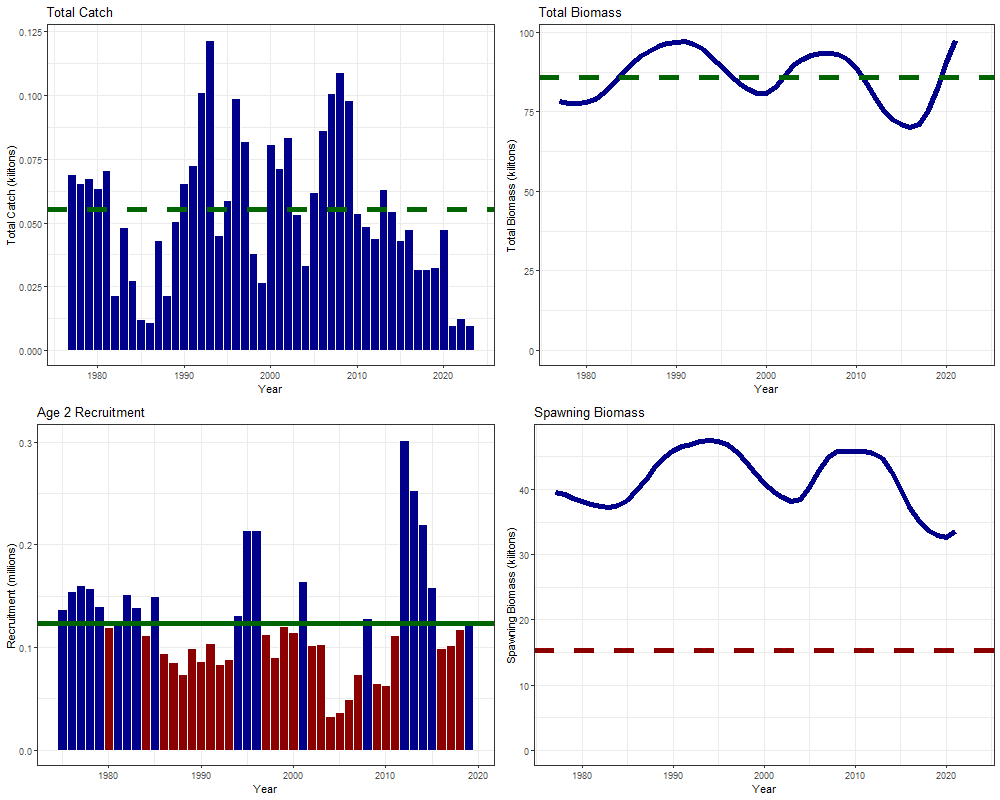 Total Catch
Total Catch (kilitons)
0.125
0.100
0.075
0.050
0.025
0.000
1980 1990 2000 2010 2020
Year
Total Biomass
Total Biomass (kilitons)
100
75
50
25
0
1980 1990 2000 2010 2020
Year
Age 2 Recruitment
Recruitment (millions)
0.3
0.2
0.1
0.0
1980 1990 2000 2010 2020
Year
Spawning Biomass
Spawning Biomass (kilitons)
40
30
20
10
0
1980 1990 2000 2010 2020
Year